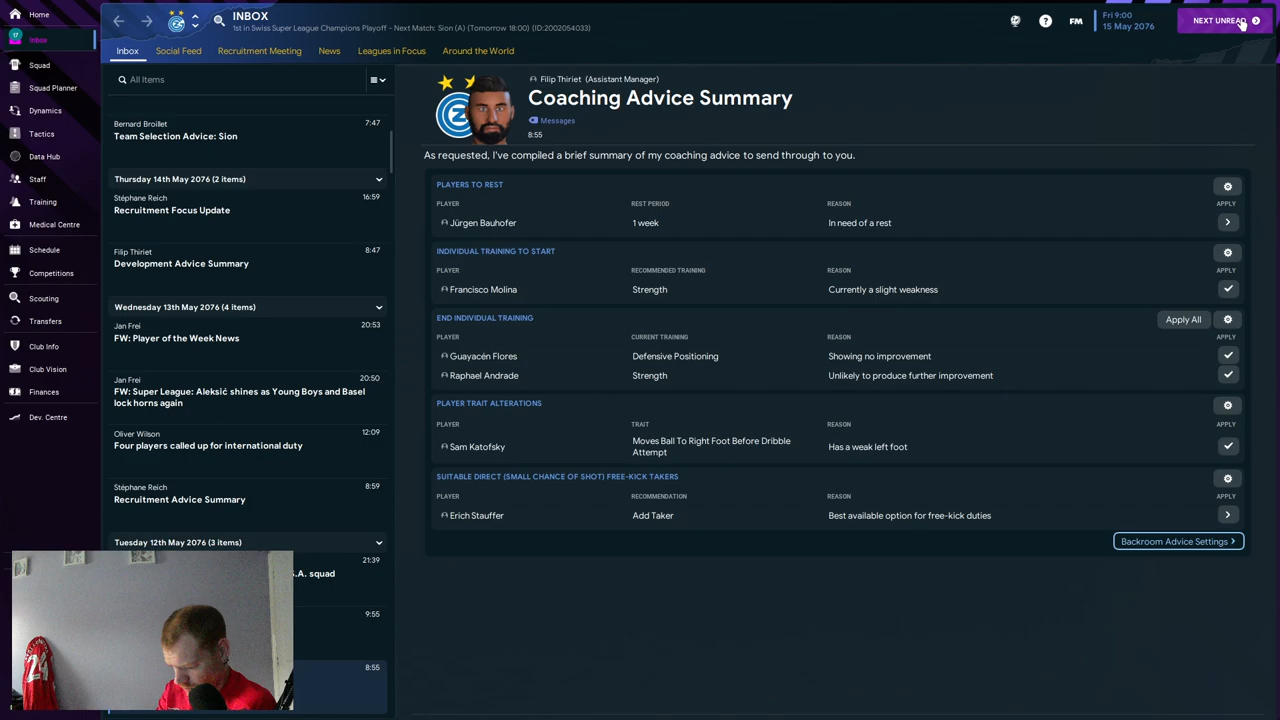 Home
INBOX
1st in Swiss Super League Champions Playoff - Next Match: Sion (A) (Tomorrow 18:00) (ID:2002054033)
FM
Fri 9:00
15 May 2076
NEXT UNREAD
17
Inbox
Squad
Squad Planner
Dynamics
Tactics
Data Hub
Staff
Training
Medical Centre
Schedule
Competitions
Scouting
Transfers
Club Info
Club Vision
Finances
Dev. Centre
Inbox
Social Feed
Recruitment Meeting
News
Leagues in Focus
Around the World
All Items
Bernard Broillet
7:47
Team Selection Advice: Sion
Thursday 14th May 2076 (2 items)
Stéphane Reich
16:59
Recruitment Focus Update
Filip Thiriet
8:47
Development Advice Summary
Wednesday 13th May 2076 (4 items)
Jan Frei
20:53
FW: Player of the Week News
Jan Frei
20:50
FW: Super League: Aleksić shines as Young Boys and Basel
lock horns again
Oliver Wilson
12:09
Four players called up for international duty
Stéphane Reich
8:59
Recruitment Advice Summary
Tuesday 12th May 2076 (3 items)
21:39
S.A. squad
9:55
8:55
24
Filip Thiriet (Assistant Manager)
Coaching Advice Summary
Messages
8:55
As requested, I've compiled a brief summary of my coaching advice to send through to you.
PLAYERS TO REST
PLAYER REST PERIOD REASON APPLY
Jürgen Bauhofer 1 week In need of a rest
INDIVIDUAL TRAINING TO START
PLAYER RECOMMENDED TRAINING REASON APPLY
Francisco Molina Strength Currently a slight weakness
END INDIVIDUAL TRAINING Apply All
PLAYER CURRENT TRAINING REASON APPLY
Guayacén Flores Defensive Positioning Showing no improvement
Raphael Andrade Strength Unlikely to produce further improvement
PLAYER TRAIT ALTERATIONS
PLAYER TRAIT REASON APPLY
Sam Katofsky Moves Ball To Right Foot Before Dribble Has a weak left foot
Attempt
SUITABLE DIRECT (SMALL CHANCE OF SHOT) FREE-KICK TAKERS
PLAYER RECOMMENDATION REASON APPLY
Erich Stauffer Add Taker Best available option for free-kick duties
Backroom Advice Settings